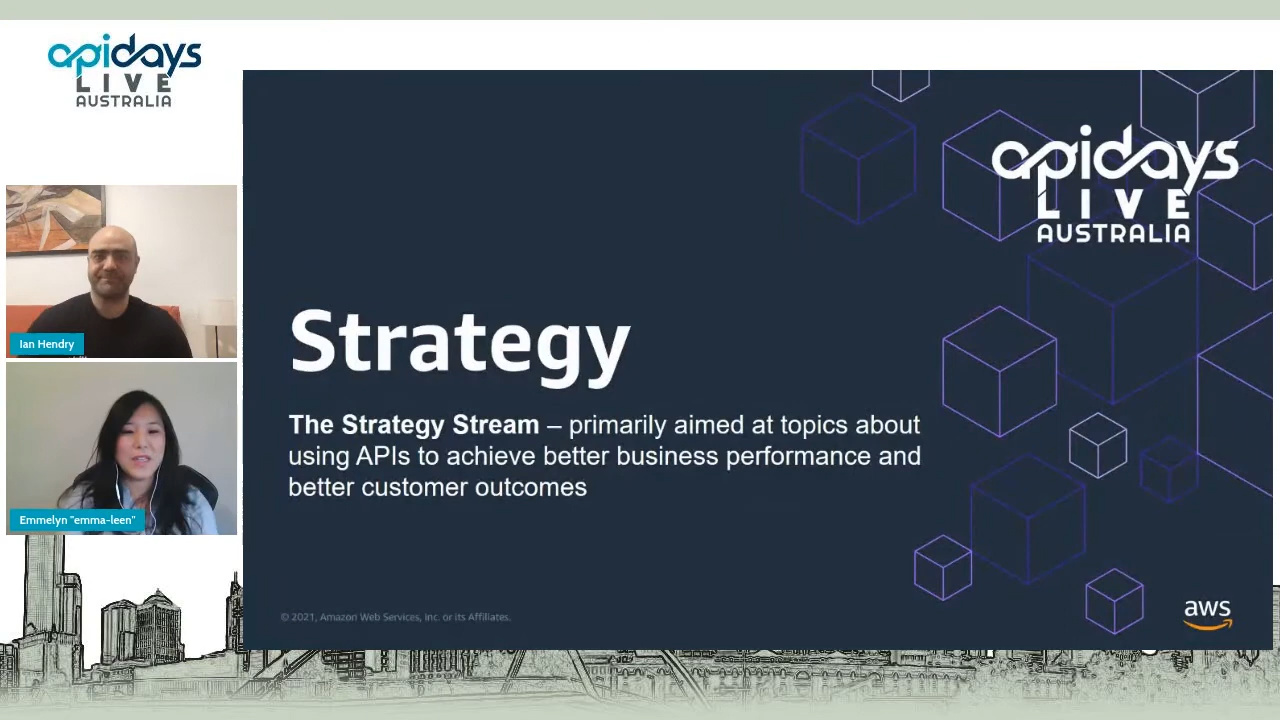 apidays
LIVE
AUSTRALIA
Ian Hendry
Emmelyn "emma-leen"
apidays
LIVE
AUSTRALIA
Strategy
The Strategy Stream – primarily aimed at topics about
using APIs to achieve better business performance and
better customer outcomes
© 2021, Amazon Web Services, Inc. or its Affiliates.
aws